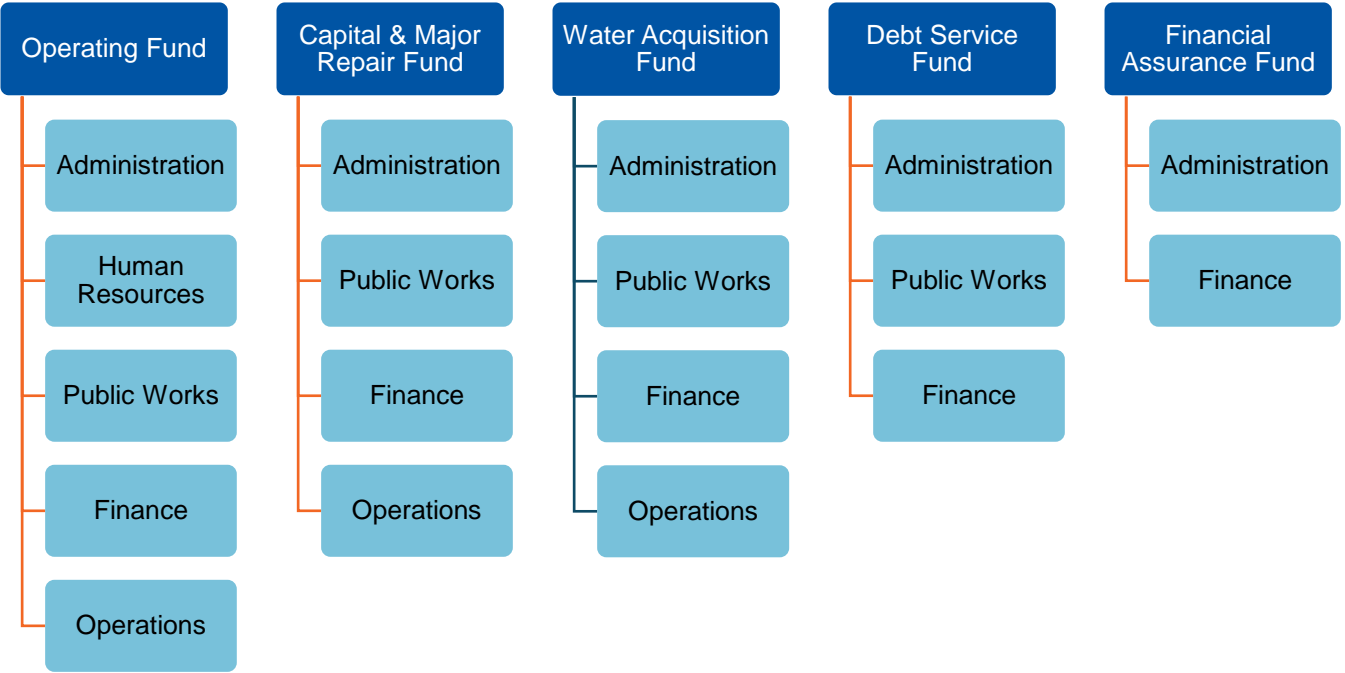 Operating Fund
Administration
Human
Resources
Public Works
Finance
Operations
Capital & Major
Repair Fund
Administration
Public Works
Finance
Operations
Water Acquisition
Fund
Administration
Public Works
Finance
Operations
Debt Service
Fund
Administration
Public Works
Finance
Financial
Assurance Fund
Administration
Finance